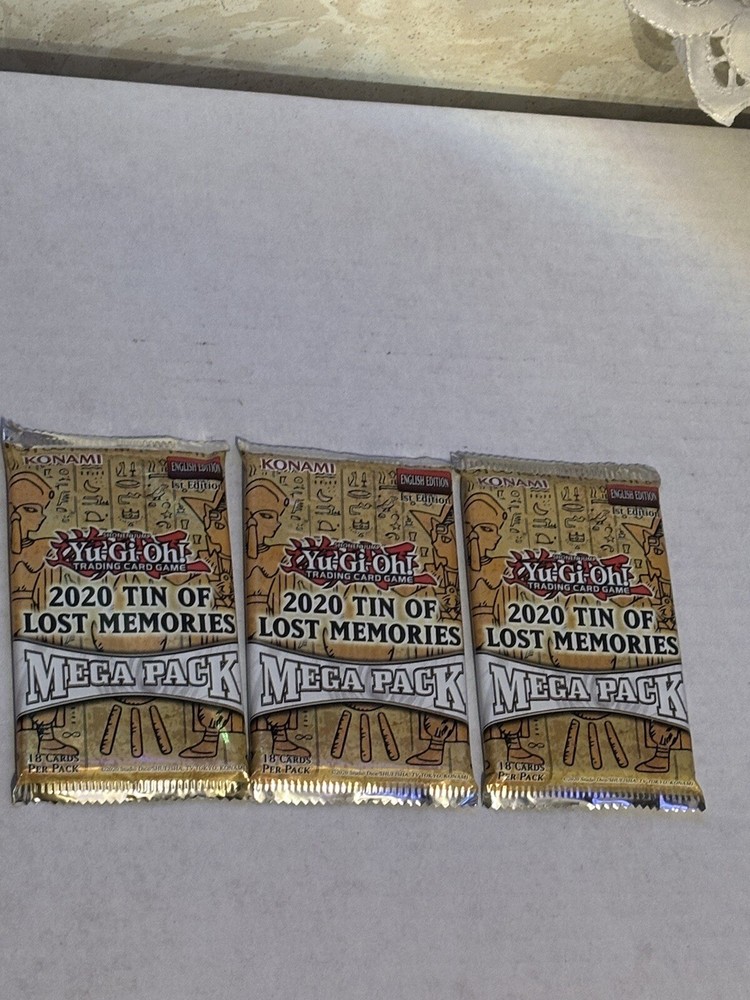 KONAMI
ENGLISH EDITION
1st Edition
Yu-Gi-Oh!
TRADING CARD GAME
2020 TIN OF
LOST MEMORIES
MEGA PACK
18 CARDS
PER PACK
KONAMI
ENGLISH EDITION
1st Edition
Yu-Gi-Oh!
TRADING CARD GAME
2020 TIN OF
LOST MEMORIES
MEGA PACK
18 CARDS
PER PACK
KONAMI
ENGLISH EDITION
1st Edition
Yu-Gi-Oh!
TRADING CARD GAME
2020 TIN OF
LOST MEMORIES
MEGA PACK
18 CARDS
PER PACK